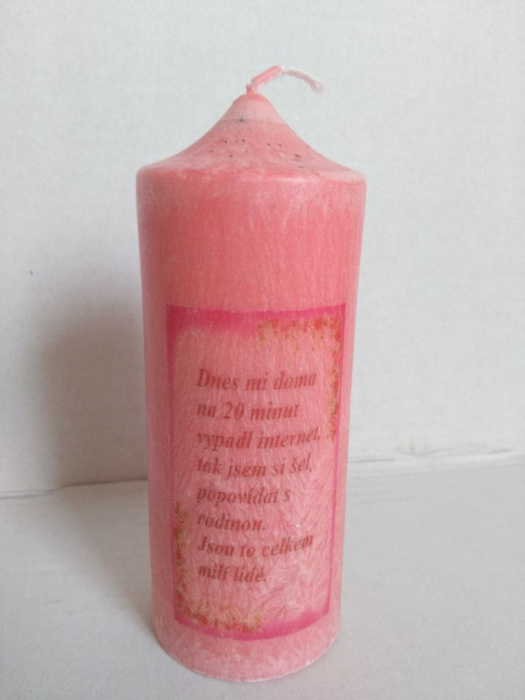 Dnes mi doma
na 20 minut
vypadl internet,
tak jsem si šel,
popovídat s
rodinou.
Jsou to celkem
milí lidé.